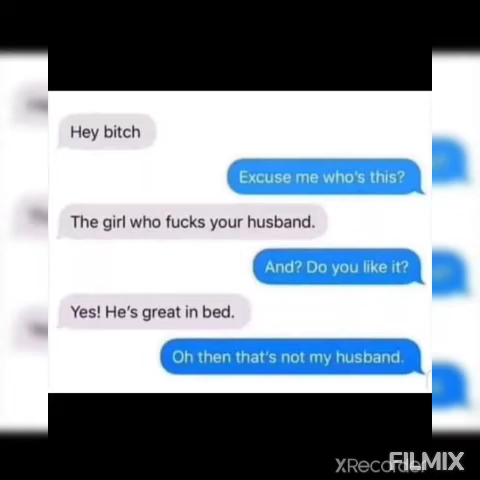 Hey bitch
Excuse me who's this?
The girl who fucks your husband.
And? Do you like it?
Yes! He's great in bed.
Oh then that's not my husband.
XRecorder
FILMIX